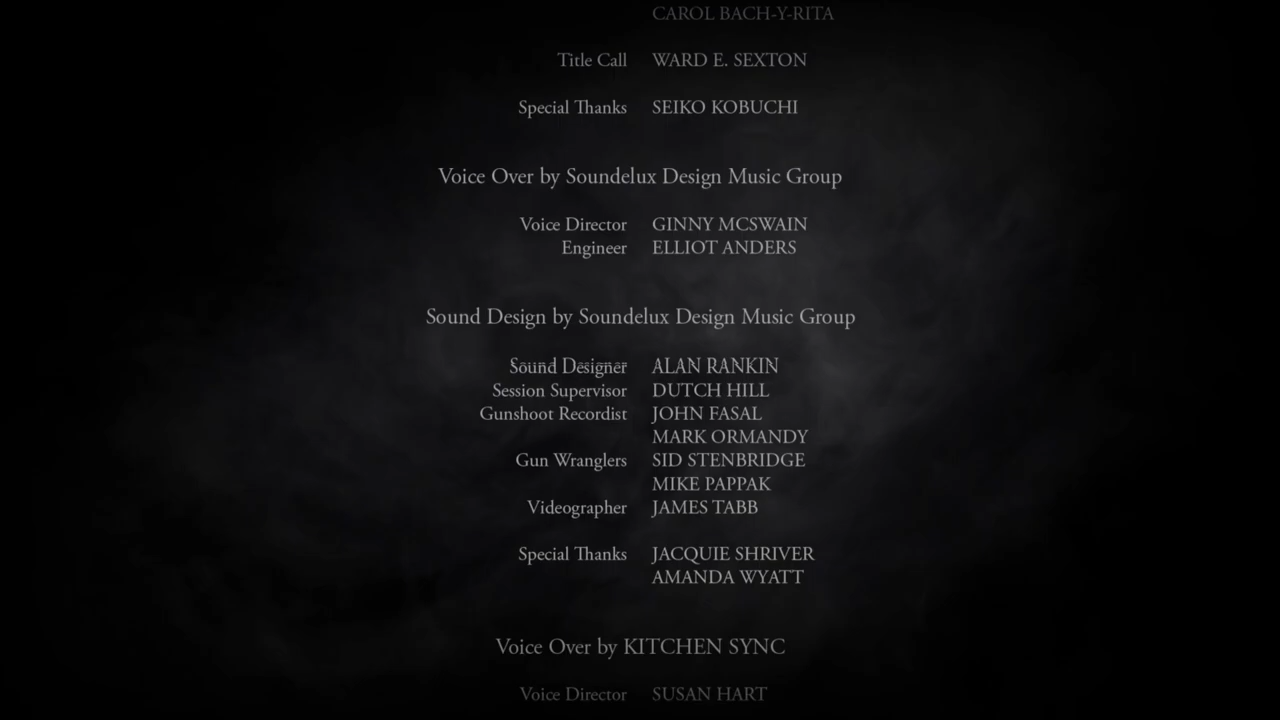 CAROL BACH-Y-RITA
Title Call WARD E. SEXTON
Special Thanks SEIKO KOBUCHI
Voice Over by Soundelux Design Music Group
Voice Director GINNY MCSWAIN
Engineer ELLIOT ANDERS
Sound Design by Soundelux Design Music Group
Sound Designer ALAN RANKIN
Session Supervisor DUTCH HILL
Gunshoot Recordist JOHN FASAL
MARK ORMANDY
Gun Wranglers SID STENBRIDGE
MIKE PAPPAK
Videographer JAMES TABB
Special Thanks JACQUIE SHRIVER
AMANDA WYATT
Voice Over by KITCHEN SYNC
Voice Director SUSAN HART